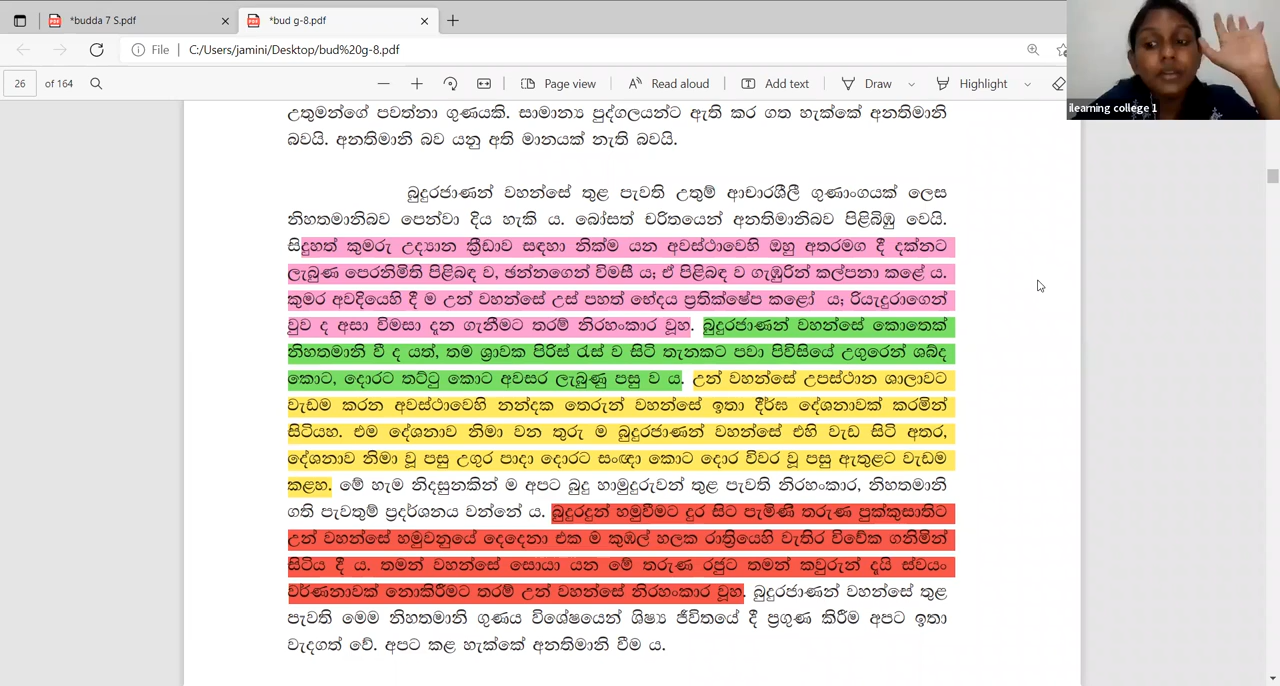 *budda 7 S.pdf
*bud g-8.pdf
File C:/Users/jamini/Desktop/bud%20g-8.pdf
26 of 164 Page view Read aloud Add text Draw Highlight
ilearning college 1
උතුමන්ගේ පවත්නා ගුණයකි. සාමාන්‍ය පුද්ගලයන්ට ඇති කර ගත හැක්කේ අනතිමානි
බවයි. අනතිමානි බව යනු අති මානයක් නැති බවයි.
බුදුරජාණන් වහන්සේ තුළ පැවති උතුම් ආචාරශීලී ගුණාංගයක් ලෙස
නිහතමානිබව පෙන්වා දිය හැකි ය. බෝසත් චරිතයෙන් අනතිමානිබව පිළිබිඹු වෙයි.
සිදුහත් කුමරු උද්‍යාන ක්‍රීඩාව සඳහා නික්ම යන අවස්ථාවෙහි ඔහු අතරමග දී දක්නට
ලැබුණ පෙරනිමිති පිළිබඳ ව, ඡන්නගෙන් විමසී ය; ඒ පිළිබඳ ව ගැඹුරින් කල්පනා කළේ ය.
කුමර අවදියෙහි දී ම උන් වහන්සේ උස් පහත් භේදය ප්‍රතික්ෂේප කළෝ ය; රියැදුරාගෙන්
වුව ද අසා විමසා දැන ගැනීමට තරම් නිරහංකාර වූහ. බුදුරජාණන් වහන්සේ කොතෙක්
නිහතමානි වී ද යත්, තම ශ්‍රාවක පිරිස් රැස් ව සිටි තැනකට පවා පිවිසියේ උගුරෙන් ශබ්ද
කොට, දොරට තට්ටු කොට අවසර ලැබුණු පසු ව ය. උන් වහන්සේ උපස්ථාන ශාලාවට
වැඩම කරන අවස්ථාවෙහි නන්දක තෙරුන් වහන්සේ ඉතා දීර්ඝ දේශනාවක් කරමින්
සිටියහ. එම දේශනාව නිමා වන තුරු ම බුදුරජාණන් වහන්සේ එහි වැඩ සිටි අතර,
දේශනාව නිමා වූ පසු උගුර පාදා දොරට සංඥා කොට දොර විවර වූ පසු ඇතුළට වැඩම
කළහ. මේ හැම නිදසුනකින් ම අපට බුදු හාමුදුරුවන් තුළ පැවති නිරහංකාර, නිහතමානි
ගති පැවතුම් ප්‍රදර්ශනය වන්නේ ය. බුදුරදුන් හමුවීමට දුර සිට පැමිණි තරුණ පුක්කුසාතිට
උන් වහන්සේ හමුවනුයේ දෙදෙනා එක ම කුඹල් හලක රාත්‍රියෙහි වැතිර විවේක ගනිමින්
සිටිය දී ය. තමන් වහන්සේ සොයා යන මේ තරුණ රජුට තමන් කවුරුන් දැයි ස්වයං
වර්ණනාවක් නොකිරීමට තරම් උන් වහන්සේ නිරහංකාර වූහ. බුදුරජාණන් වහන්සේ තුළ
පැවති මෙම නිහතමානි ගුණය විශේෂයෙන් ශිෂ්‍ය ජීවිතයේ දී ප්‍රගුණ කිරීම අපට ඉතා
වැදගත් වේ. අපට කළ හැක්කේ අනතිමානි වීම ය.